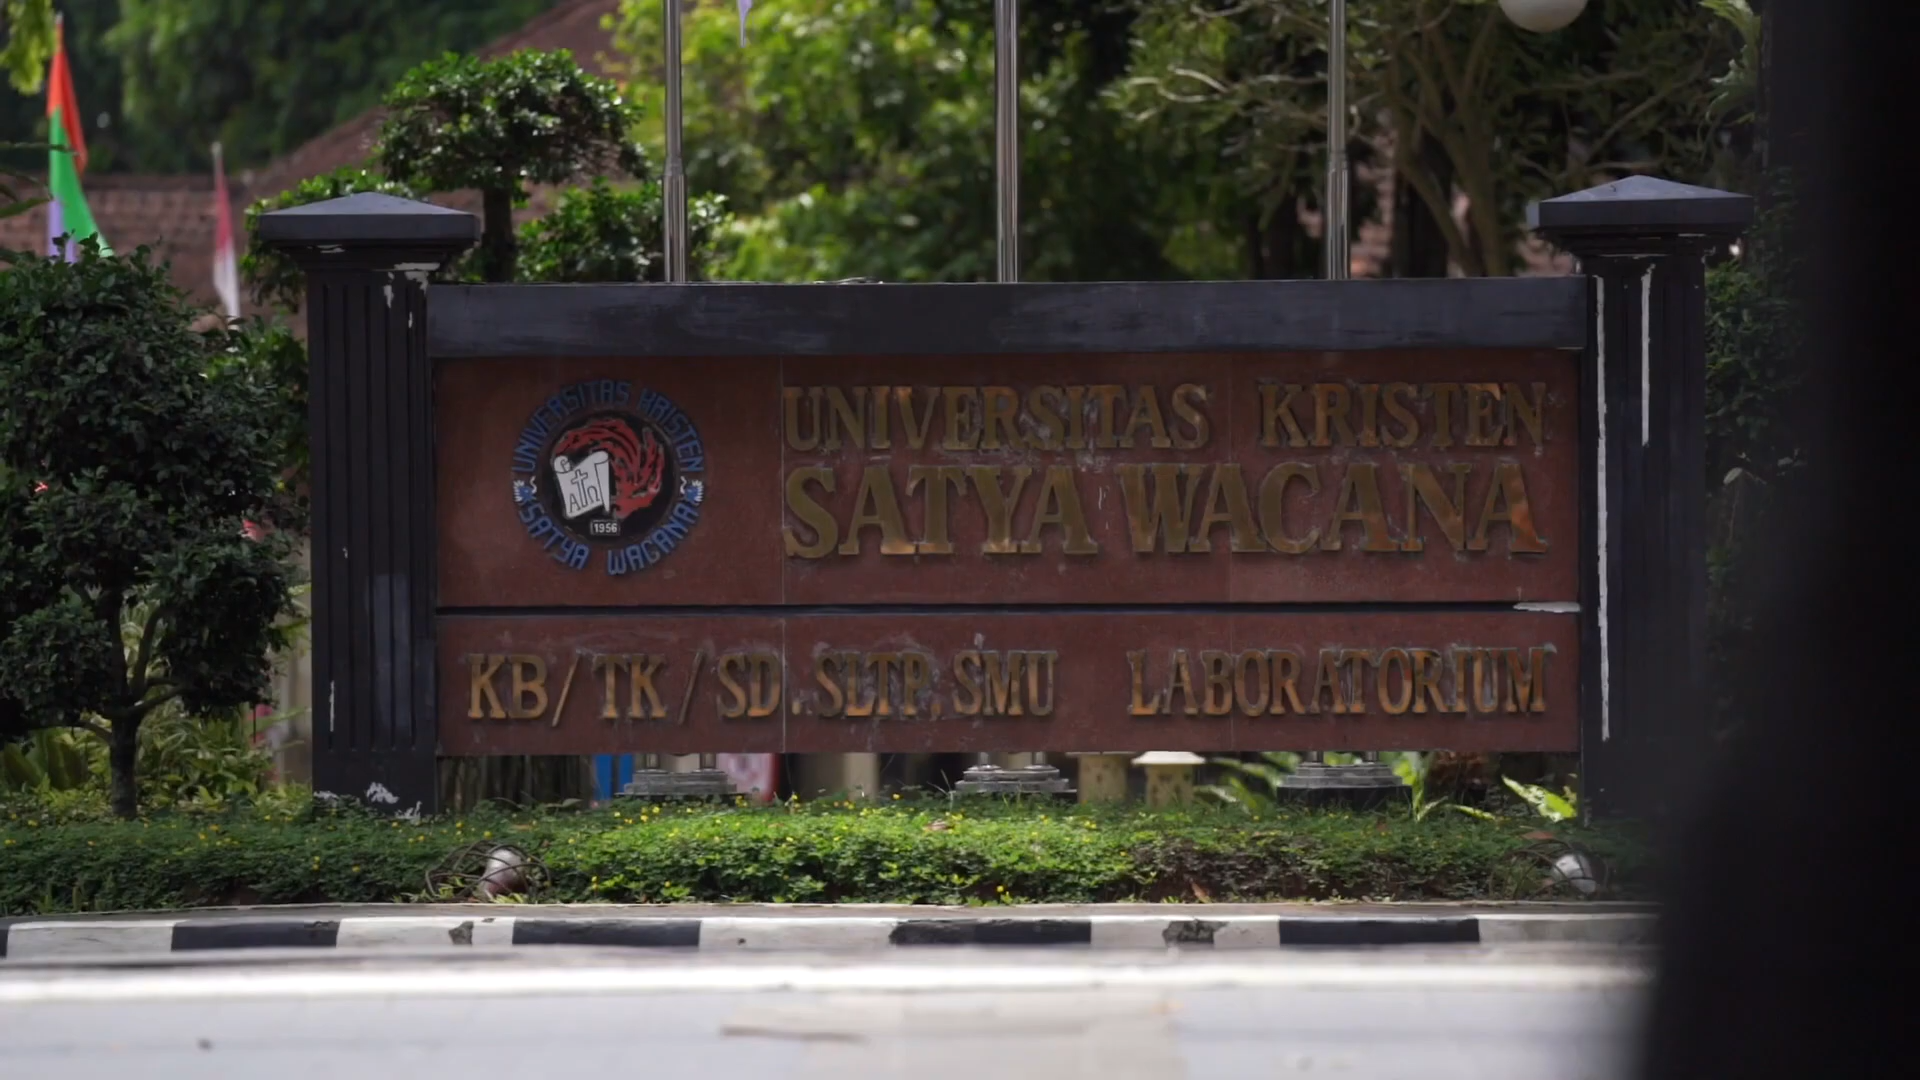 UNIVERSITAS KRISTEN
SATYA WACANA
1956
UNIVERSITAS KRISTEN
SATYA WACANA
KB / TK / SD. SLTP, SMU LABORATORIUM